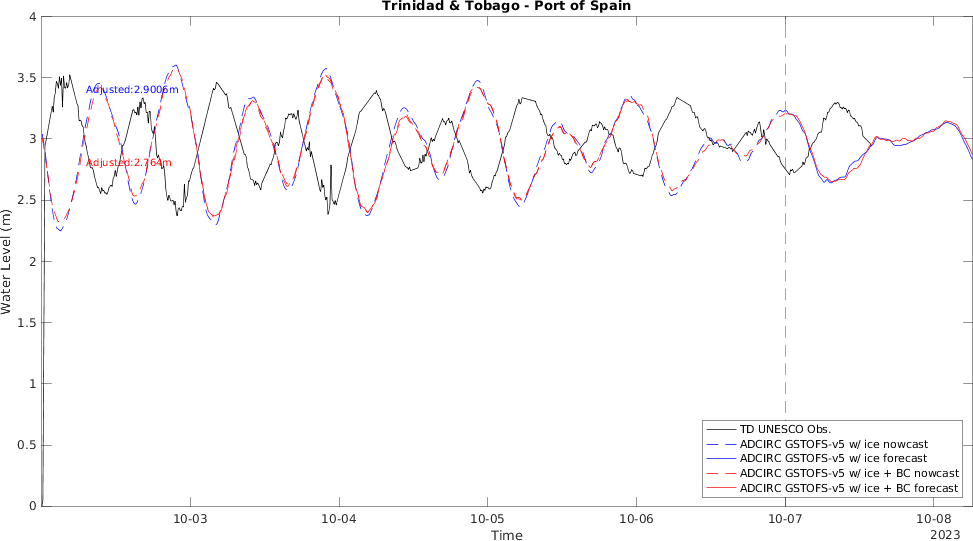 Trinidad & Tobago - Port of Spain
4
3.5
3
2.5
2
1.5
1
0.5
0
Water Level (m)
Adjusted:2.9006m
Adjusted:2.764m
TD UNESCO Obs.
ADCIRC GSTOFS-v5 w/ ice nowcast
ADCIRC GSTOFS-v5 w/ ice forecast
ADCIRC GSTOFS-v5 w/ ice + BC nowcast
ADCIRC GSTOFS-v5 w/ ice + BC forecast
10-03 10-04 10-05 10-06 10-07 10-08
Time
2023